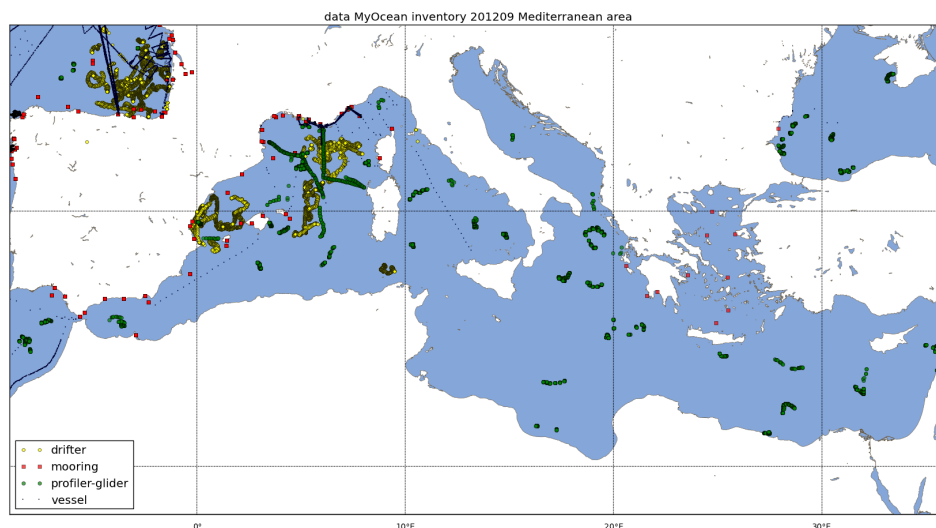 data MyOcean inventory 201209 Mediterranean area
drifter
mooring
profiler-glider
vessel
0° 10°E 20°E 30°E